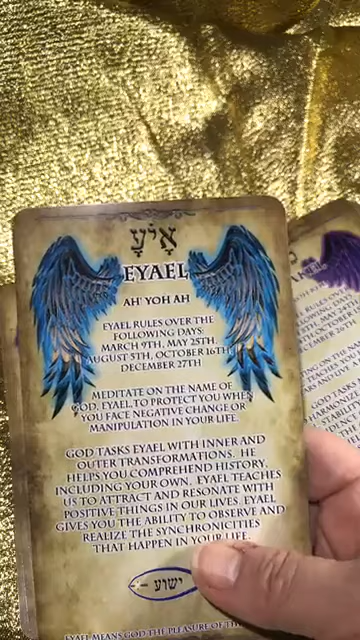 אָיַּעָ
EYAEL
AH' YOH AH
EYAEL RULES OVER THE
FOLLOWING DAYS:
MARCH 9TH, MAY 25TH,
AUGUST 5TH, OCTOBER 16TH,
DECEMBER 27TH
MEDITATE ON THE NAME OF
GOD, EYAEL TO PROTECT YOU WHEN
YOU FACE NEGATIVE CHANGE OR
MANIPULATION IN YOUR LIFE.
GOD TASKS EYAEL WITH INNER AND
OUTER TRANSFORMATIONS. HE
HELPS YOU COMPREHEND HISTORY,
INCLUDING YOUR OWN. EYAEL TEACHES
US TO ATTRACT AND RESONATE WITH
POSITIVE THINGS IN OUR LIVES. EYAEL
GIVES YOU THE ABILITY TO OBSERVE AND
REALIZE THE SYNCHRONICITIES
THAT HAPPEN IN YOUR LIFE.
ישוע
EYAEL MEANS GOD THE PLEASURE OF